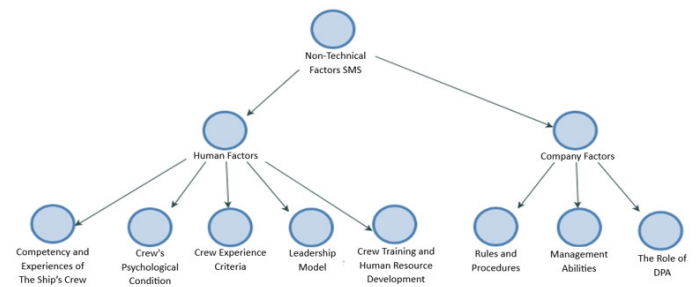 Non-Technical
Factors SMS
Human Factors
Company Factors
Competency and
Experiences of
The Ship's Crew
Crew's
Psychological
Condition
Crew Experience
Criteria
Leadership
Model
Crew Training and
Human Resource
Development
Rules and
Procedures
Management
Abilities
The Role of
DPA